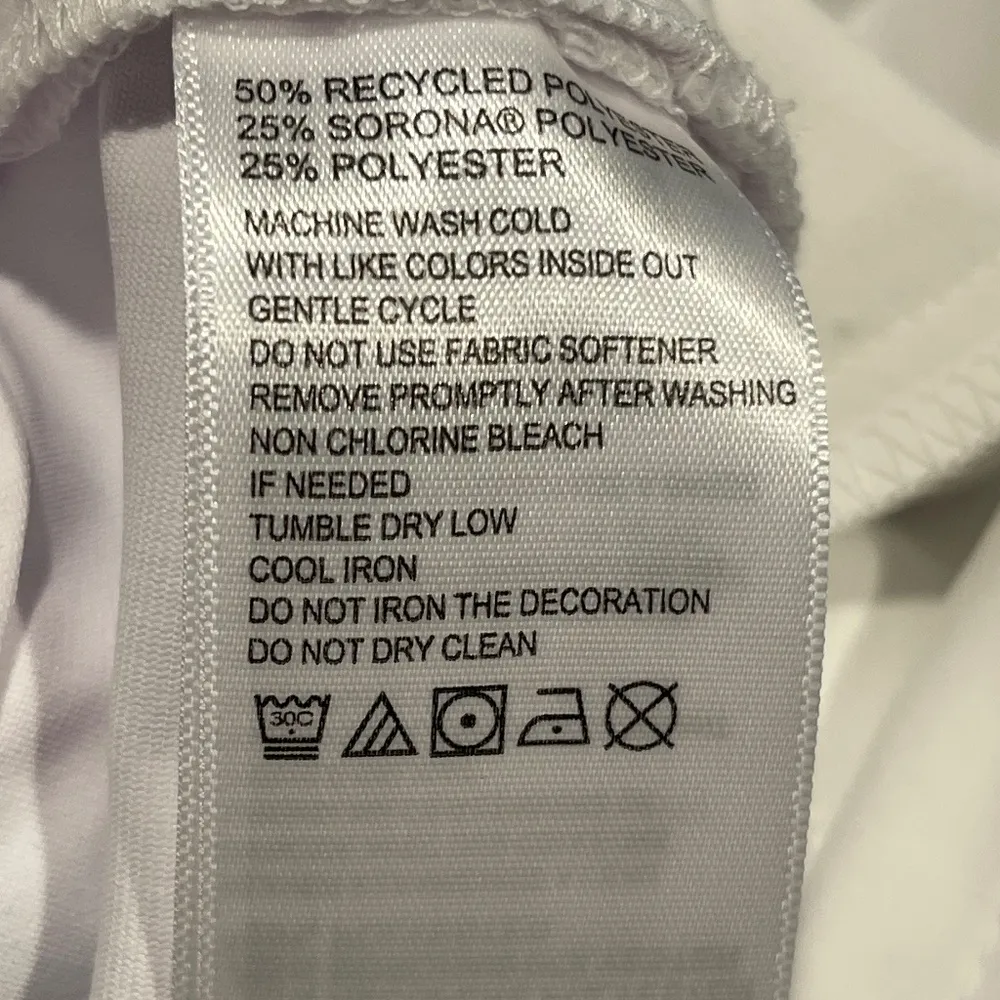 50% RECYCLED POLYESTER
25% SORONA® POLYESTER
25% POLYESTER
MACHINE WASH COLD
WITH LIKE COLORS INSIDE OUT
GENTLE CYCLE
DO NOT USE FABRIC SOFTENER
REMOVE PROMPTLY AFTER WASHING
NON CHLORINE BLEACH
IF NEEDED
TUMBLE DRY LOW
COOL IRON
DO NOT IRON THE DECORATION
DO NOT DRY CLEAN
30C